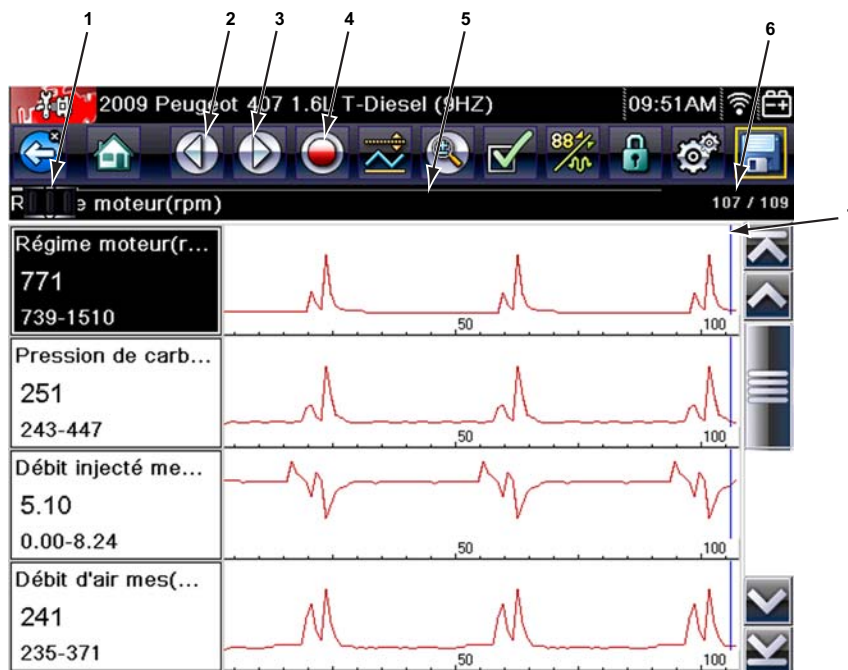 1 2 3 4 5 6
2009 Peugeot 407 1.6L T-Diesel (9HZ) 09:51AM
88
moteur(rpm) 107 / 109
Régime moteur(r...
771
739-1510
50 100
Pression de carb...
251
243-447
50 100
Débit injecté me...
5.10
0.00-8.24
50 100
Débit d'air mes(...
241
235-371
50 100